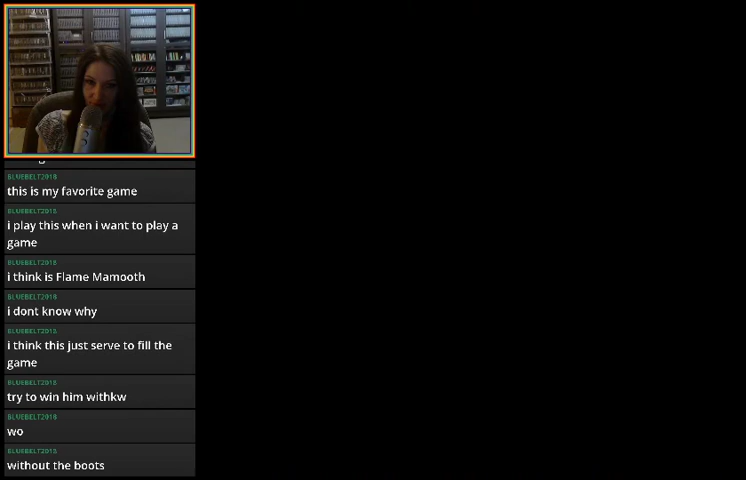 BLUEBELT2018
this is my favorite game
BLUEBELT2018
i play this when i want to play a
game
BLUEBELT2018
i think is Flame Mamooth
BLUEBELT2018
i dont know why
BLUEBELT2018
i think this just serve to fill the
game
BLUEBELT2018
try to win him withkw
BLUEBELT2018
wo
BLUEBELT2018
without the boots